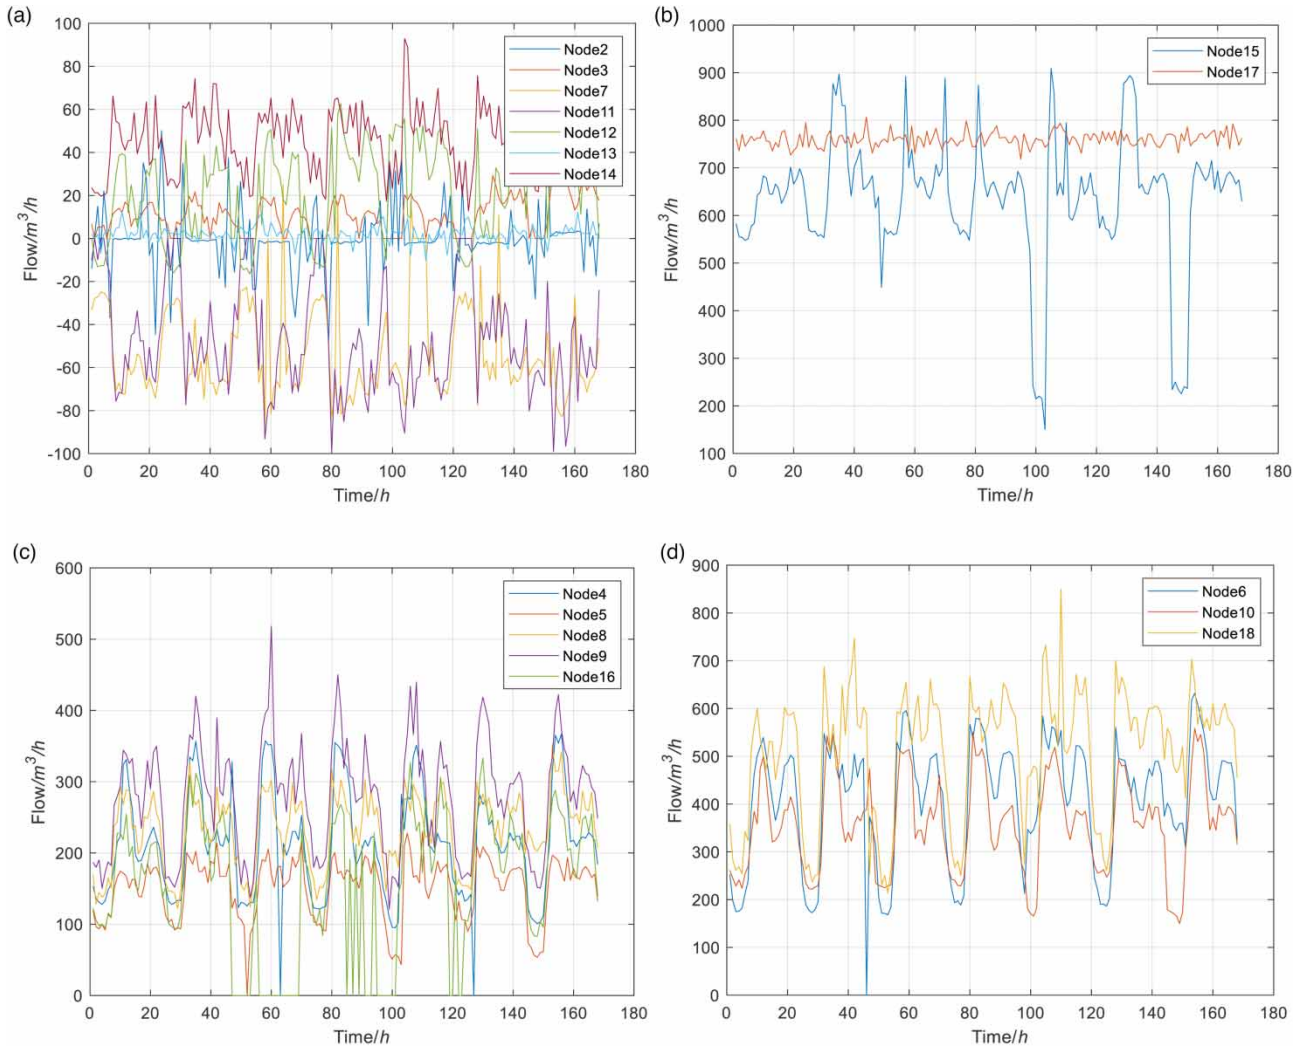 (a)
100
80
60
40
20
0
-20
-40
-60
-80
-100
Flow/m³/h
0 20 40 60 80 100 120 140 160 180
Time/h
Node2
Node3
Node7
Node11
Node12
Node13
Node14
(b)
1000
900
800
700
600
500
400
300
200
100
Flow/m³/h
0 20 40 60 80 100 120 140 160 180
Time/h
Node15
Node17
(c)
600
500
400
300
200
100
0
Flow/m³/h
0 20 40 60 80 100 120 140 160 180
Time/h
Node4
Node5
Node8
Node9
Node16
(d)
900
800
700
600
500
400
300
200
100
0
Flow/m³/h
0 20 40 60 80 100 120 140 160 180
Time/h
Node6
Node10
Node18